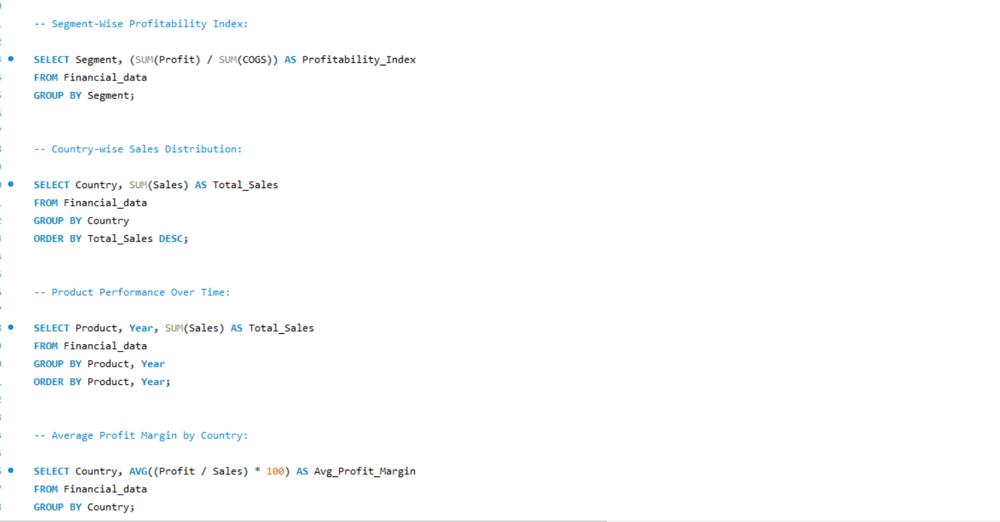 -- Segment-Wise Profitability Index:
SELECT Segment, (SUM(Profit) / SUM(COGS)) AS Profitability_Index
FROM Financial_data
GROUP BY Segment;
-- Country-wise Sales Distribution:
SELECT Country, SUM(Sales) AS Total_Sales
FROM Financial_data
GROUP BY Country
ORDER BY Total_Sales DESC;
-- Product Performance Over Time:
SELECT Product, Year, SUM(Sales) AS Total_Sales
FROM Financial_data
GROUP BY Product, Year
ORDER BY Product, Year;
-- Average Profit Margin by Country:
SELECT Country, AVG((Profit / Sales) * 100) AS Avg_Profit_Margin
FROM Financial_data
GROUP BY Country;